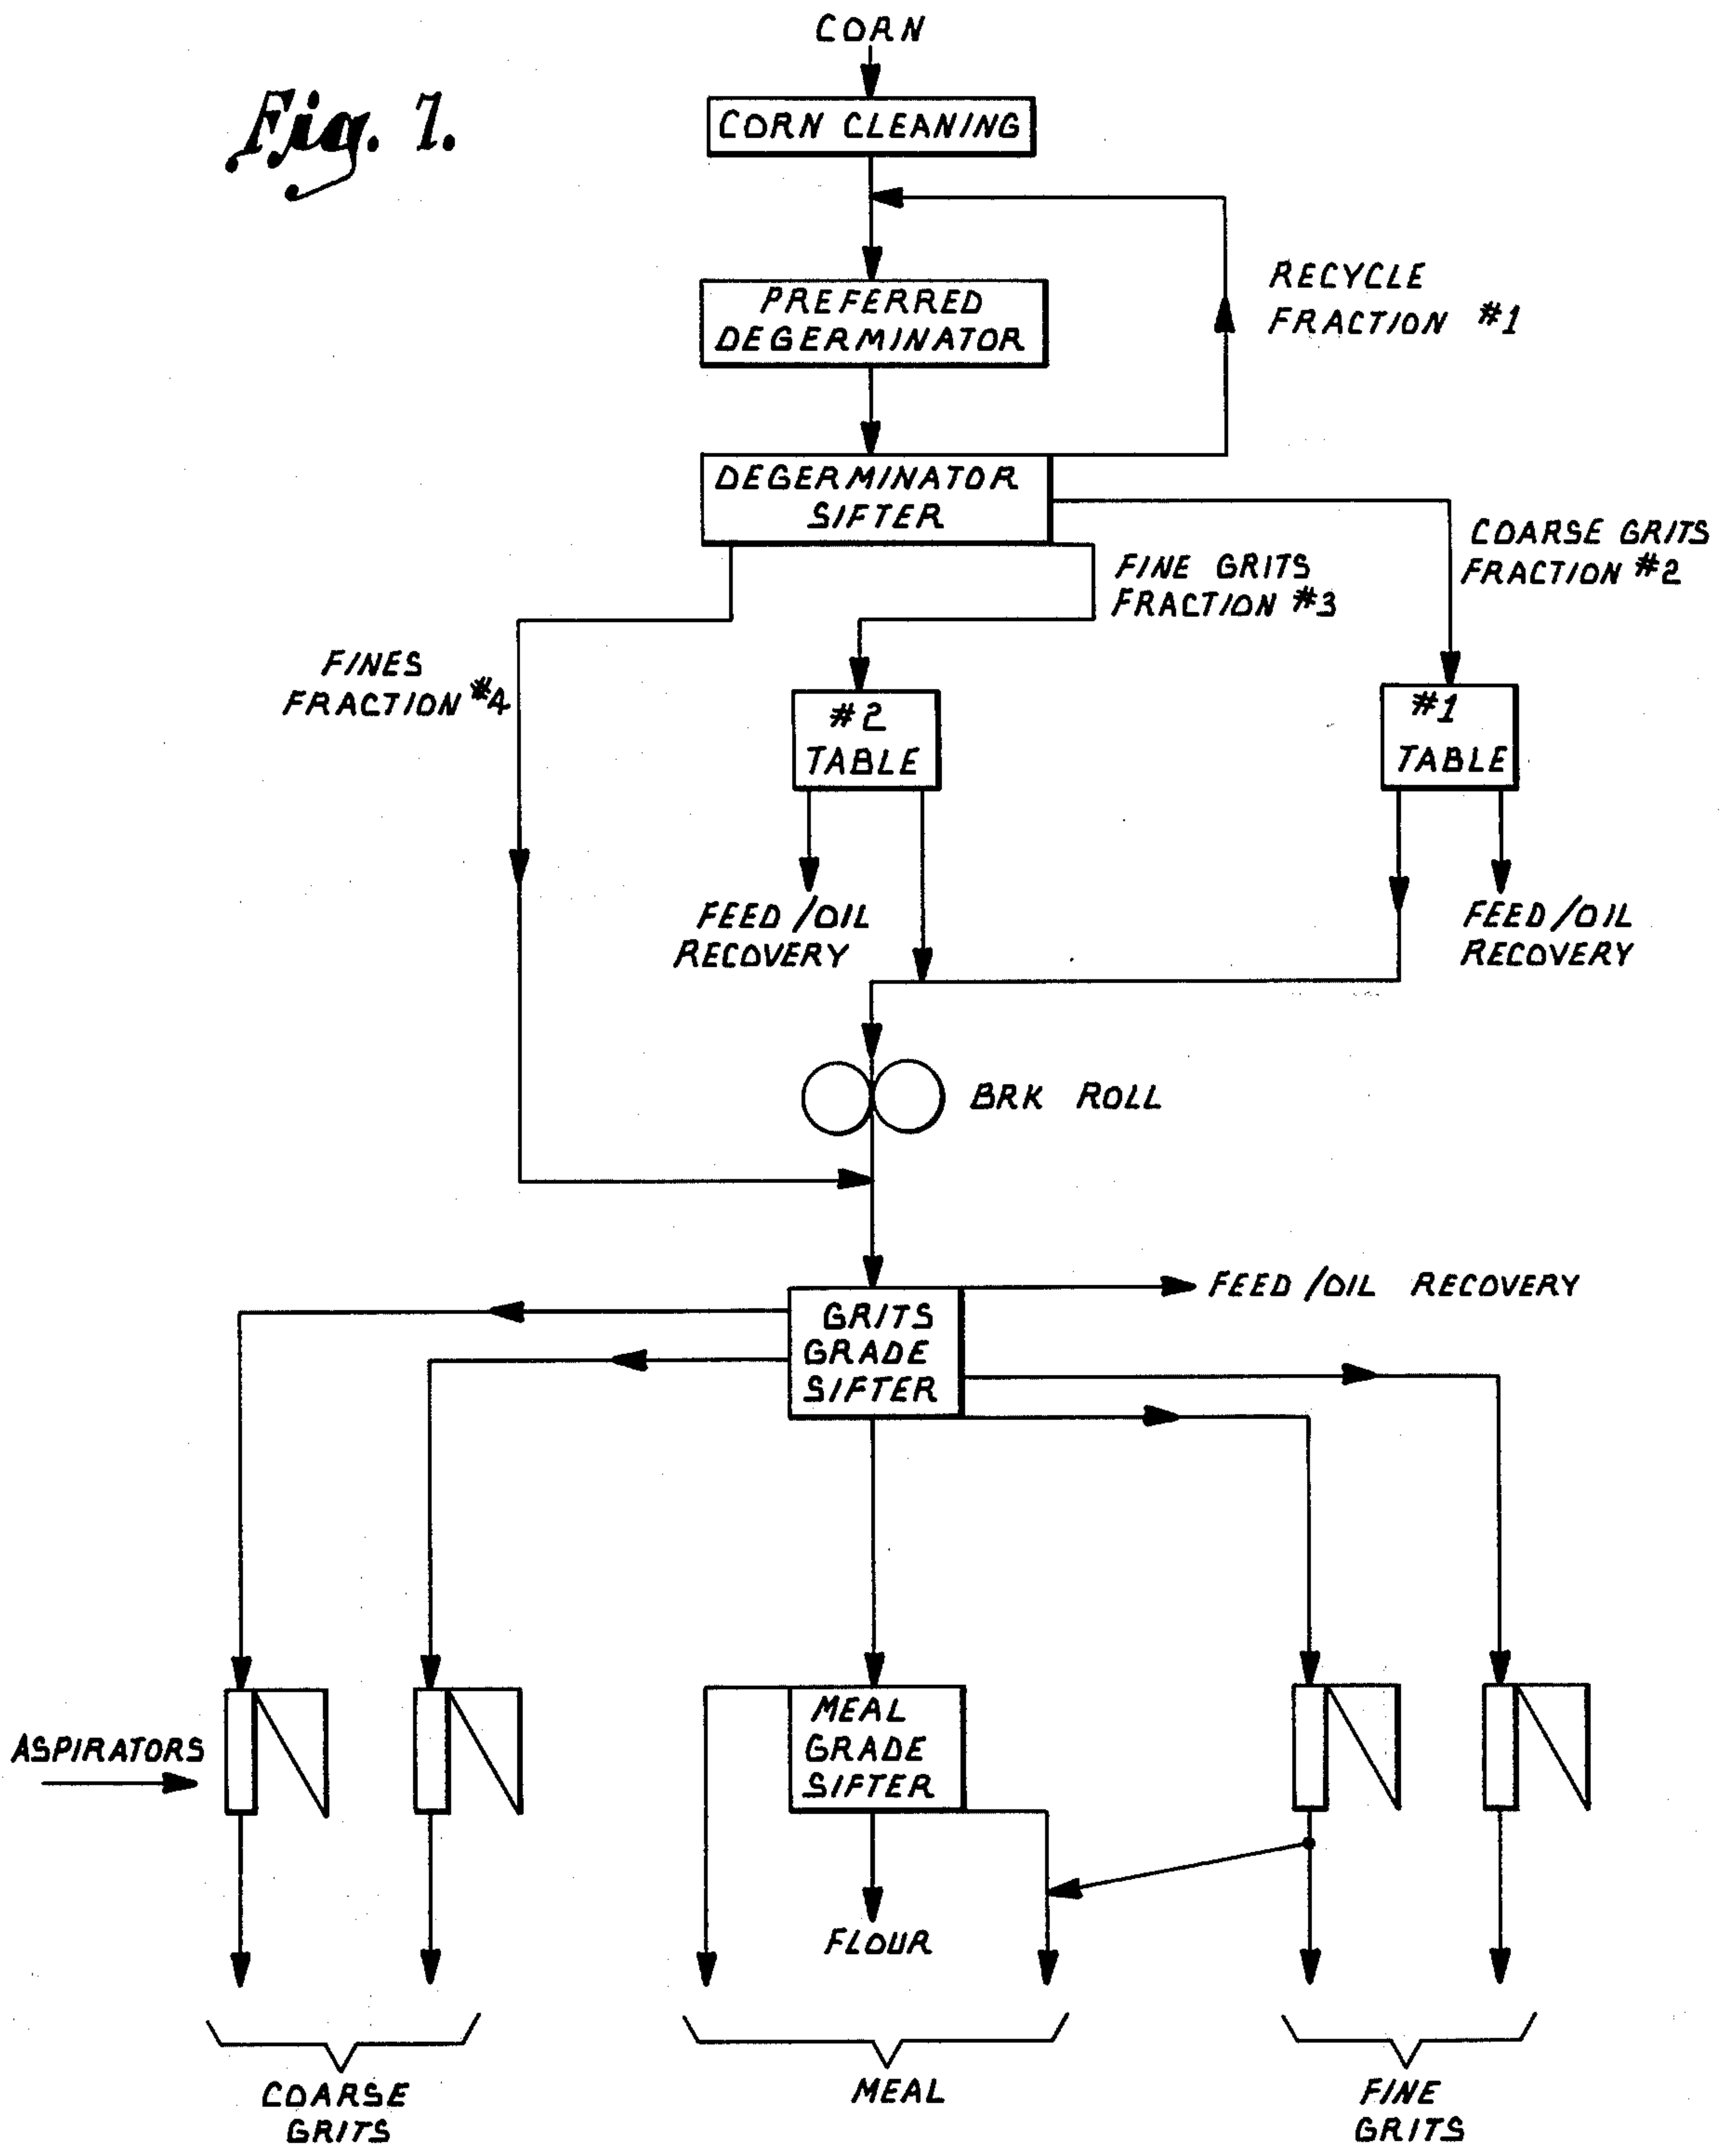 CORN
Fig. 7.
CORN CLEANING
RECYCLE
FRACTION #1
PREFERRED
DEGERMINATOR
DEGERMINATOR
SIFTER
COARSE GRITS
FRACTION #2
FINE GRITS
FRACTION #3
FINES
FRACTION #4
#2
TABLE
#1
TABLE
FEED /OIL
RECOVERY
FEED /OIL
RECOVERY
BRK ROLL
FEED /OIL RECOVERY
GRITS
GRADE
SIFTER
ASPIRATORS
MEAL
GRADE
SIFTER
FLOUR
COARSE
GRITS
MEAL
FINE
GRITS